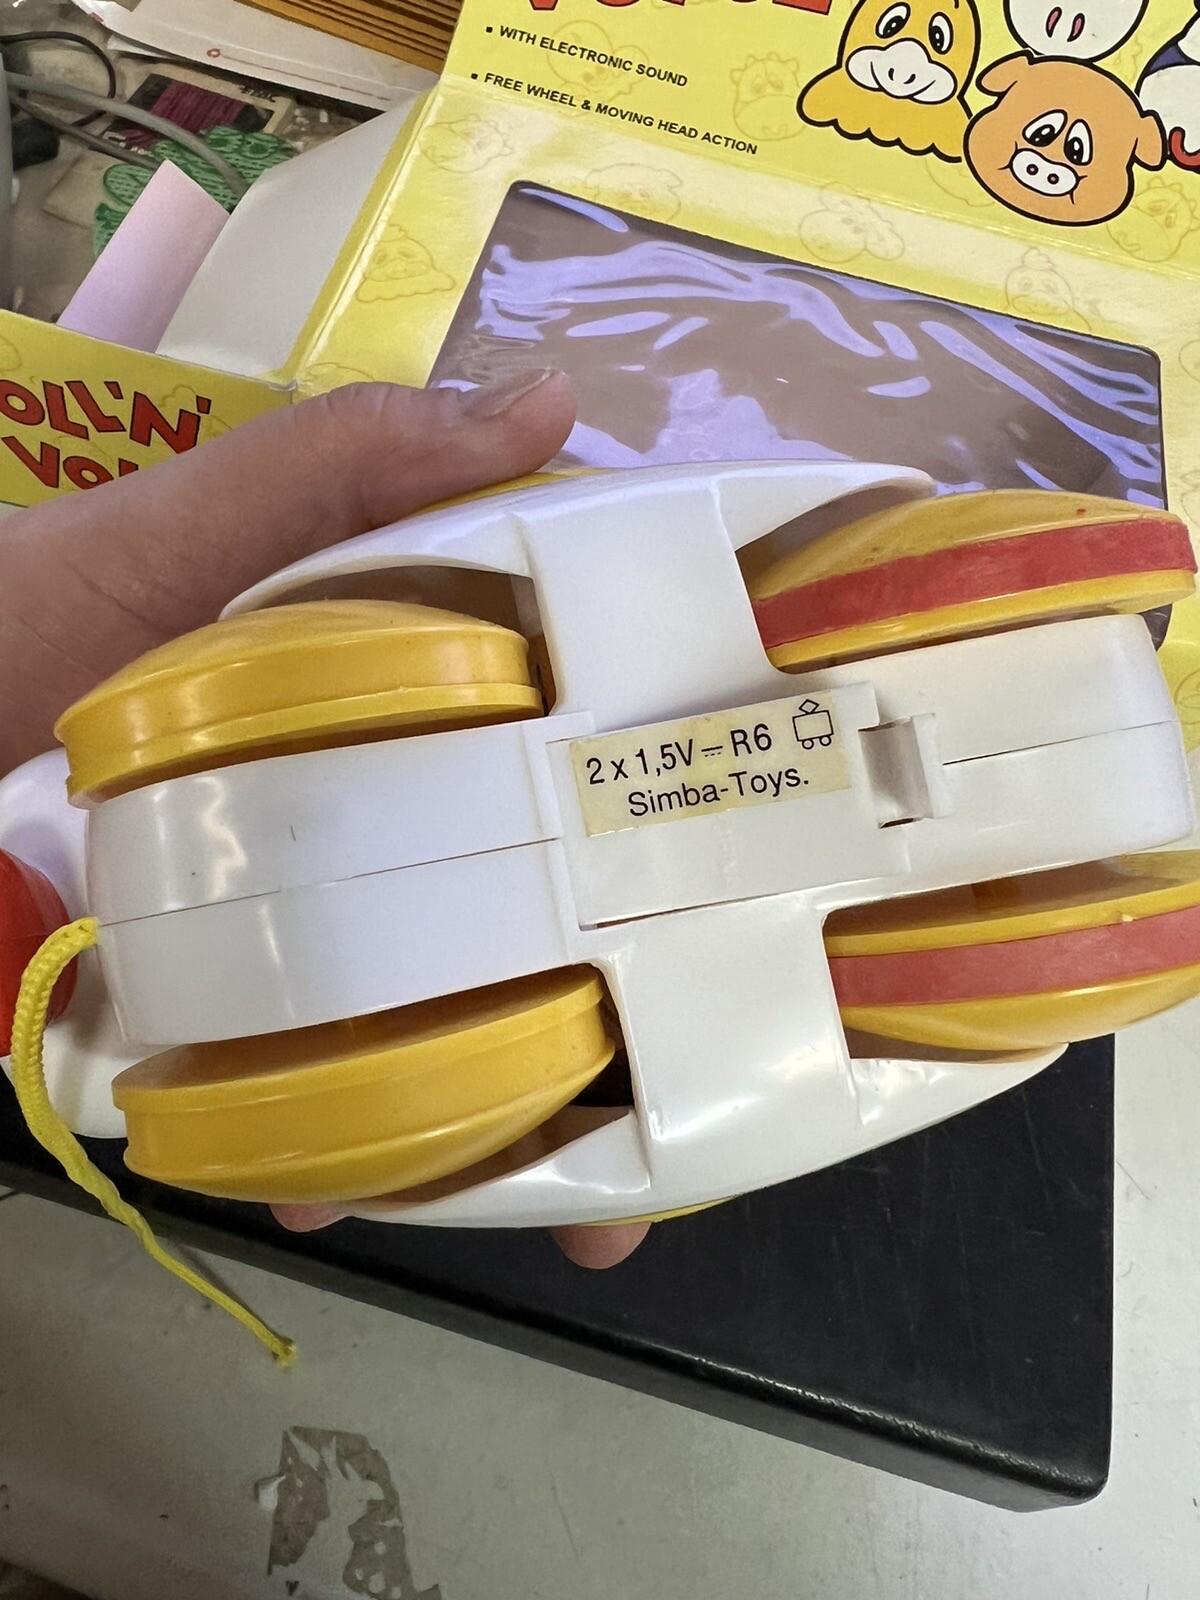 ▪ WITH ELECTRONIC SOUND
▪ FREE WHEEL & MOVING HEAD ACTION
OLL'N'
2 x 1,5V ⎓ R6
Simba-Toys.